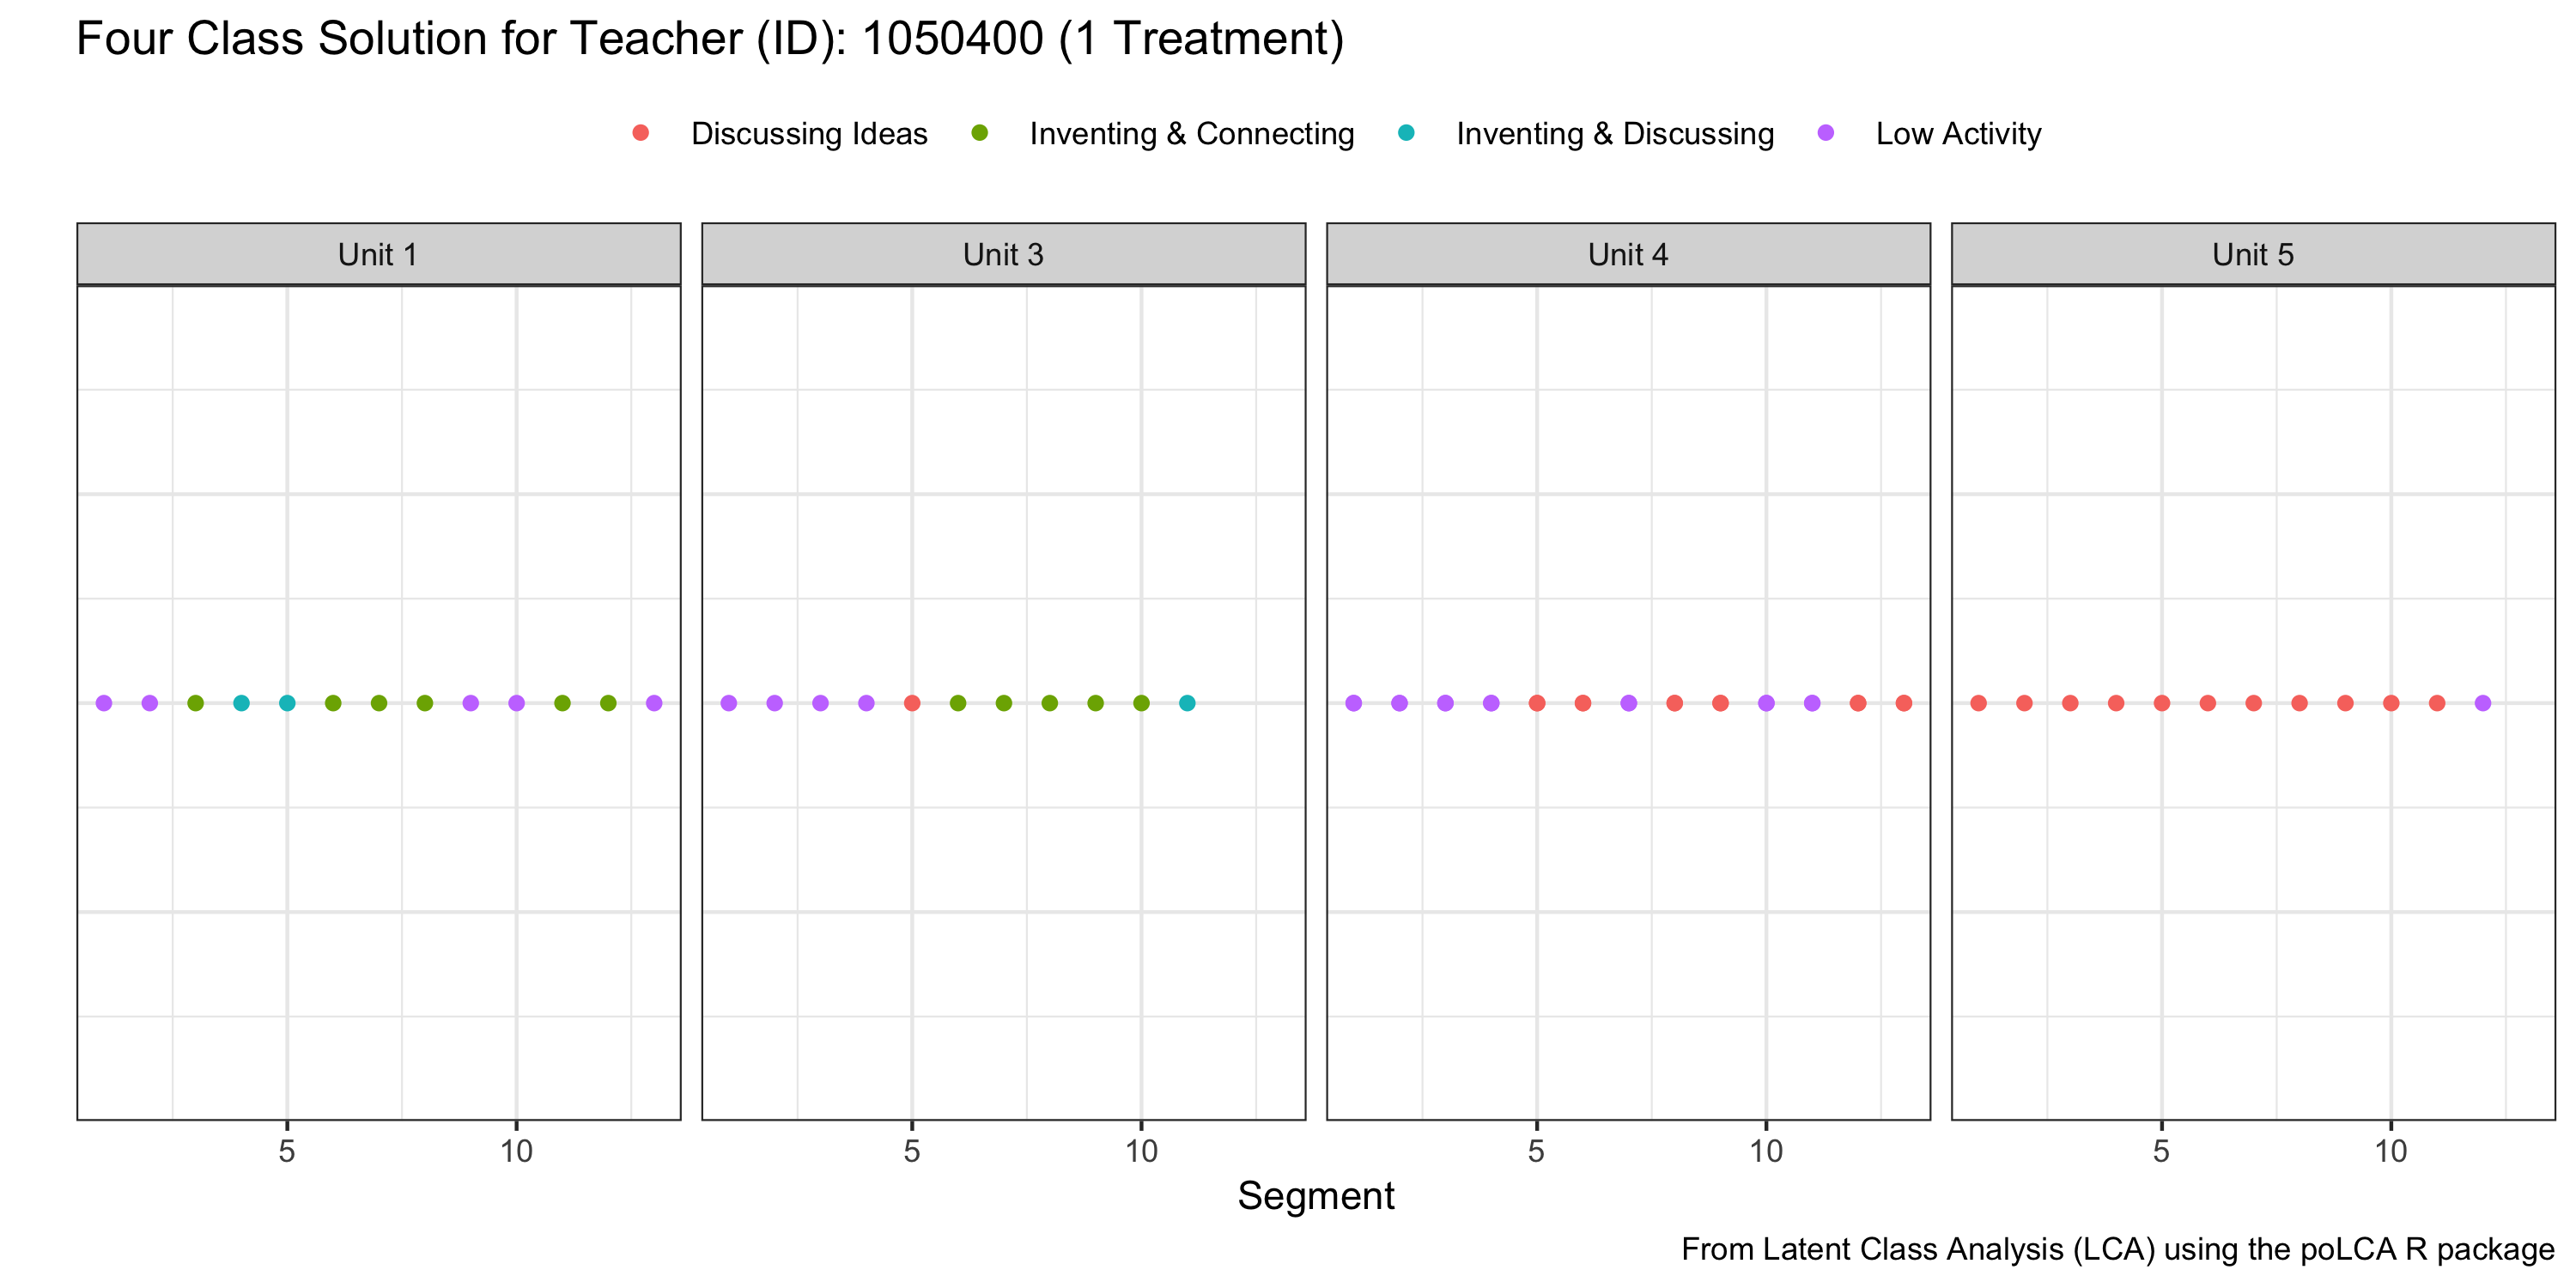 Four Class Solution for Teacher (ID): 1050400 (1 Treatment)
Discussing Ideas Inventing & Connecting Inventing & Discussing Low Activity
Unit 1 Unit 3 Unit 4 Unit 5
5 10 5 10 5 10 5 10
Segment
From Latent Class Analysis (LCA) using the poLCA R package